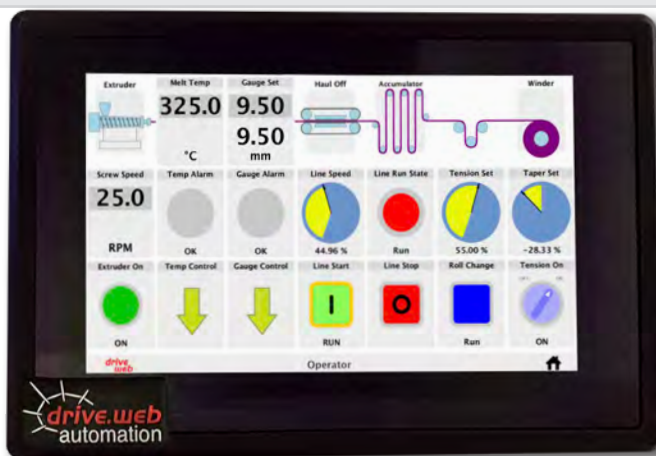 Extruder Melt Temp Gauge Set Haul Off Accumulator Winder
325.0 9.50
9.50
°C mm
Screw Speed Temp Alarm Gauge Alarm Line Speed Line Run State Tension Set Taper Set
25.0
RPM OK OK 44.96 % Run 55.00 % -28.33 %
Extruder On Temp Control Gauge Control Line Start Line Stop Roll Change Tension On
OFF ON
I O
ON RUN Run ON
drive.web Operator
drive.web
automation